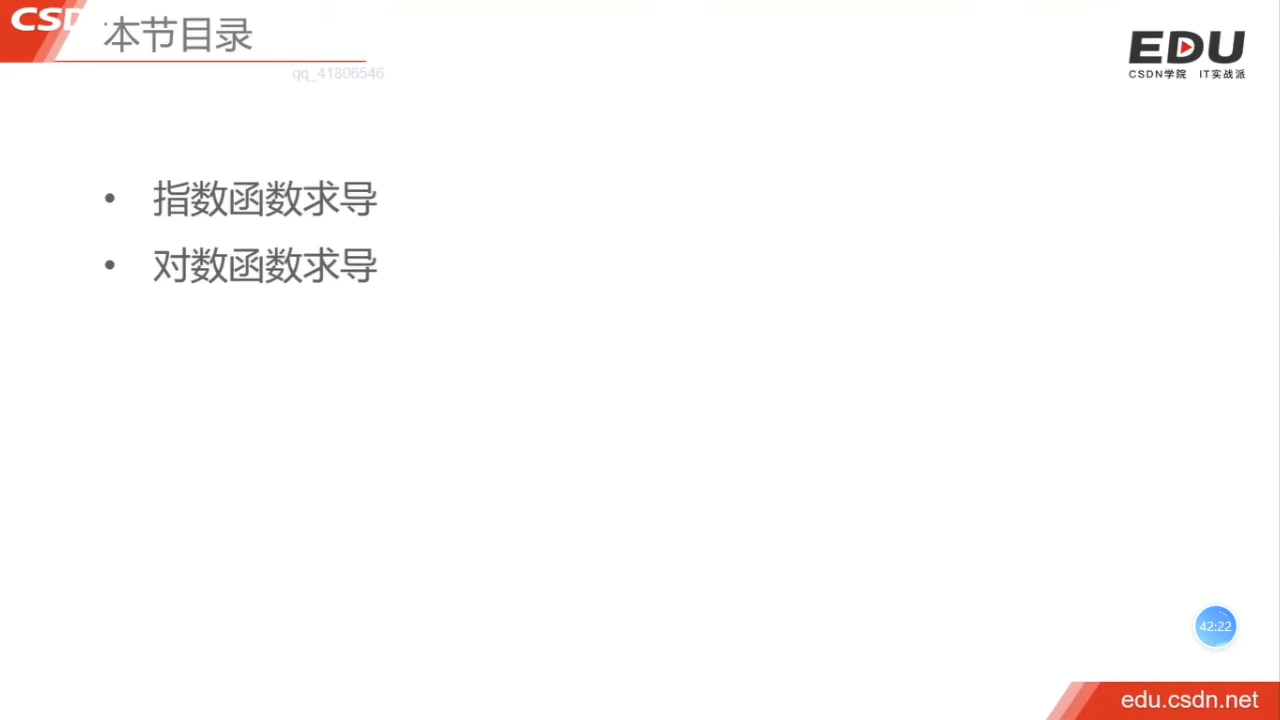 CSD
本节目录
qq_41806546
EDU
CSDN学院 IT实战派
• 指数函数求导
• 对数函数求导
42:22
edu.csdn.net